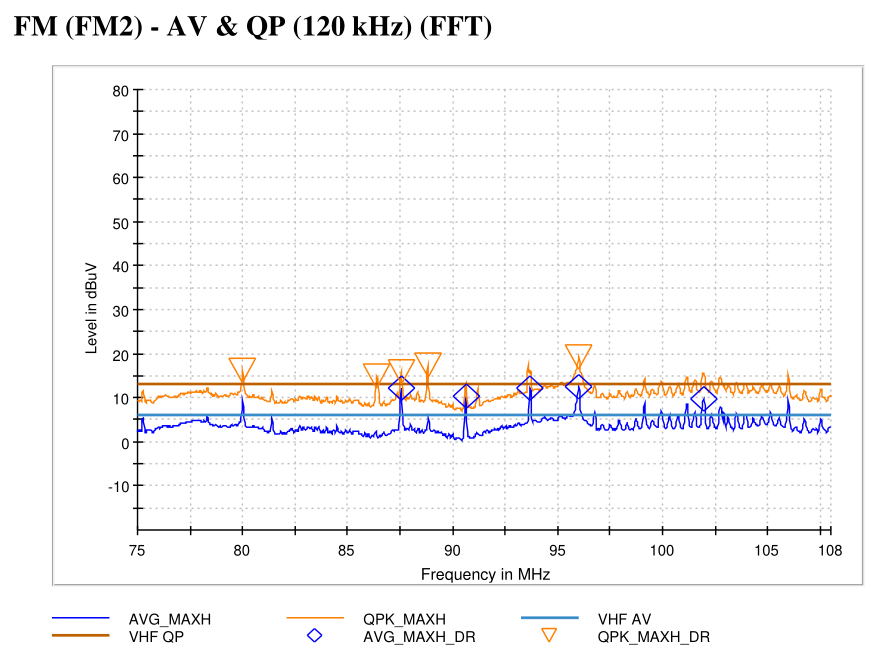 FM (FM2) - AV & QP (120 kHz) (FFT)
80
70
60
50
40
30
20
10
0
-10
Level in dBuV
75 80 85 90 95 100 105 108
Frequency in MHz
AVG_MAXH QPK_MAXH VHF AV
VHF QP AVG_MAXH_DR QPK_MAXH_DR